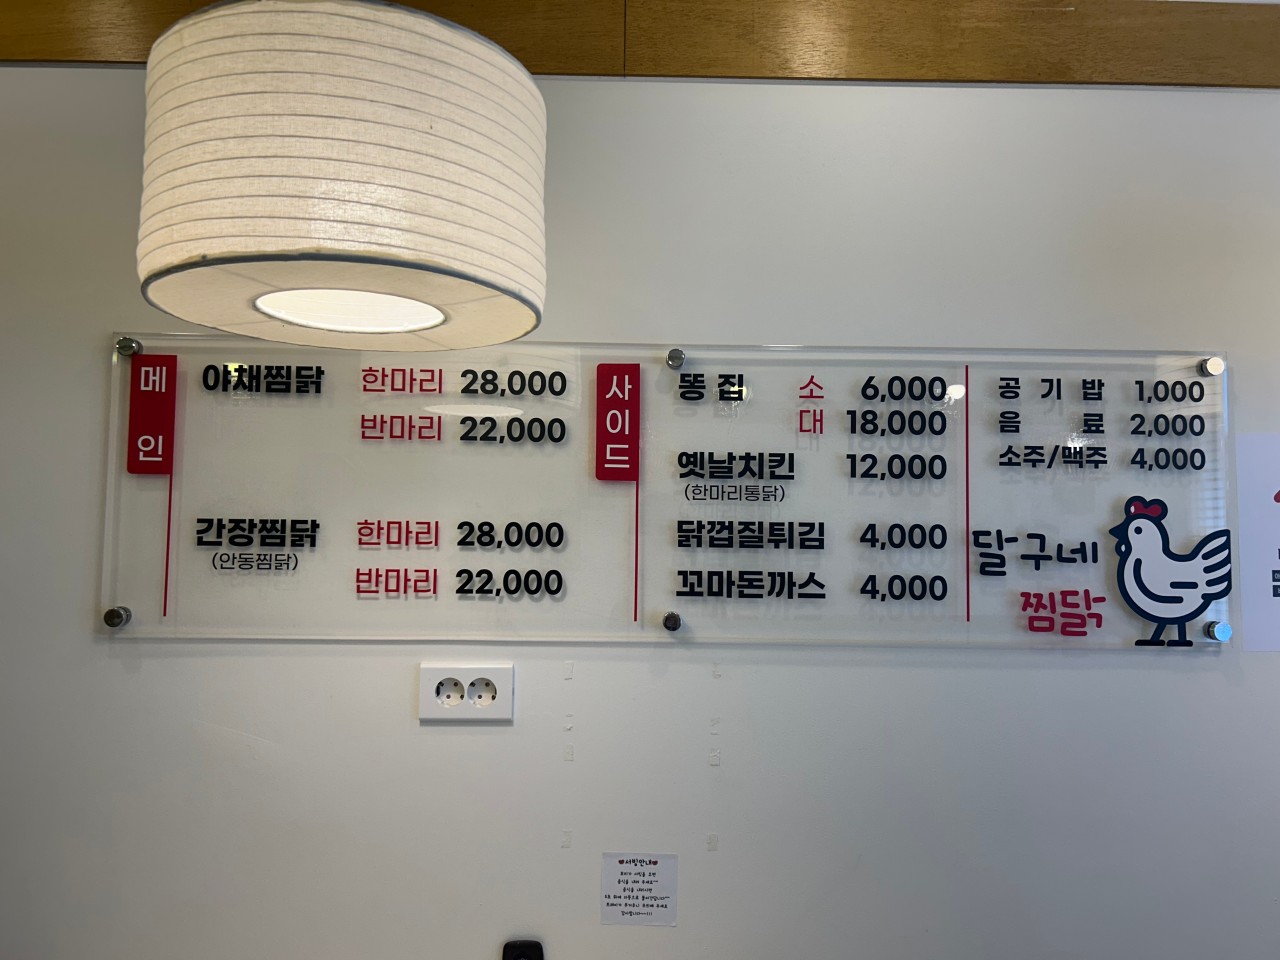 메인
야채찜닭 한마리 28,000
반마리 22,000
간장찜닭 한마리 28,000
(안동찜닭)
반마리 22,000
사이드
똥집 소 6,000
대 18,000
옛날치킨 12,000
(한마리통닭)
닭껍질튀김 4,000
꼬마돈까스 4,000
공기밥 1,000
음료 2,000
소주/맥주 4,000
달구네
찜닭
서빙안내